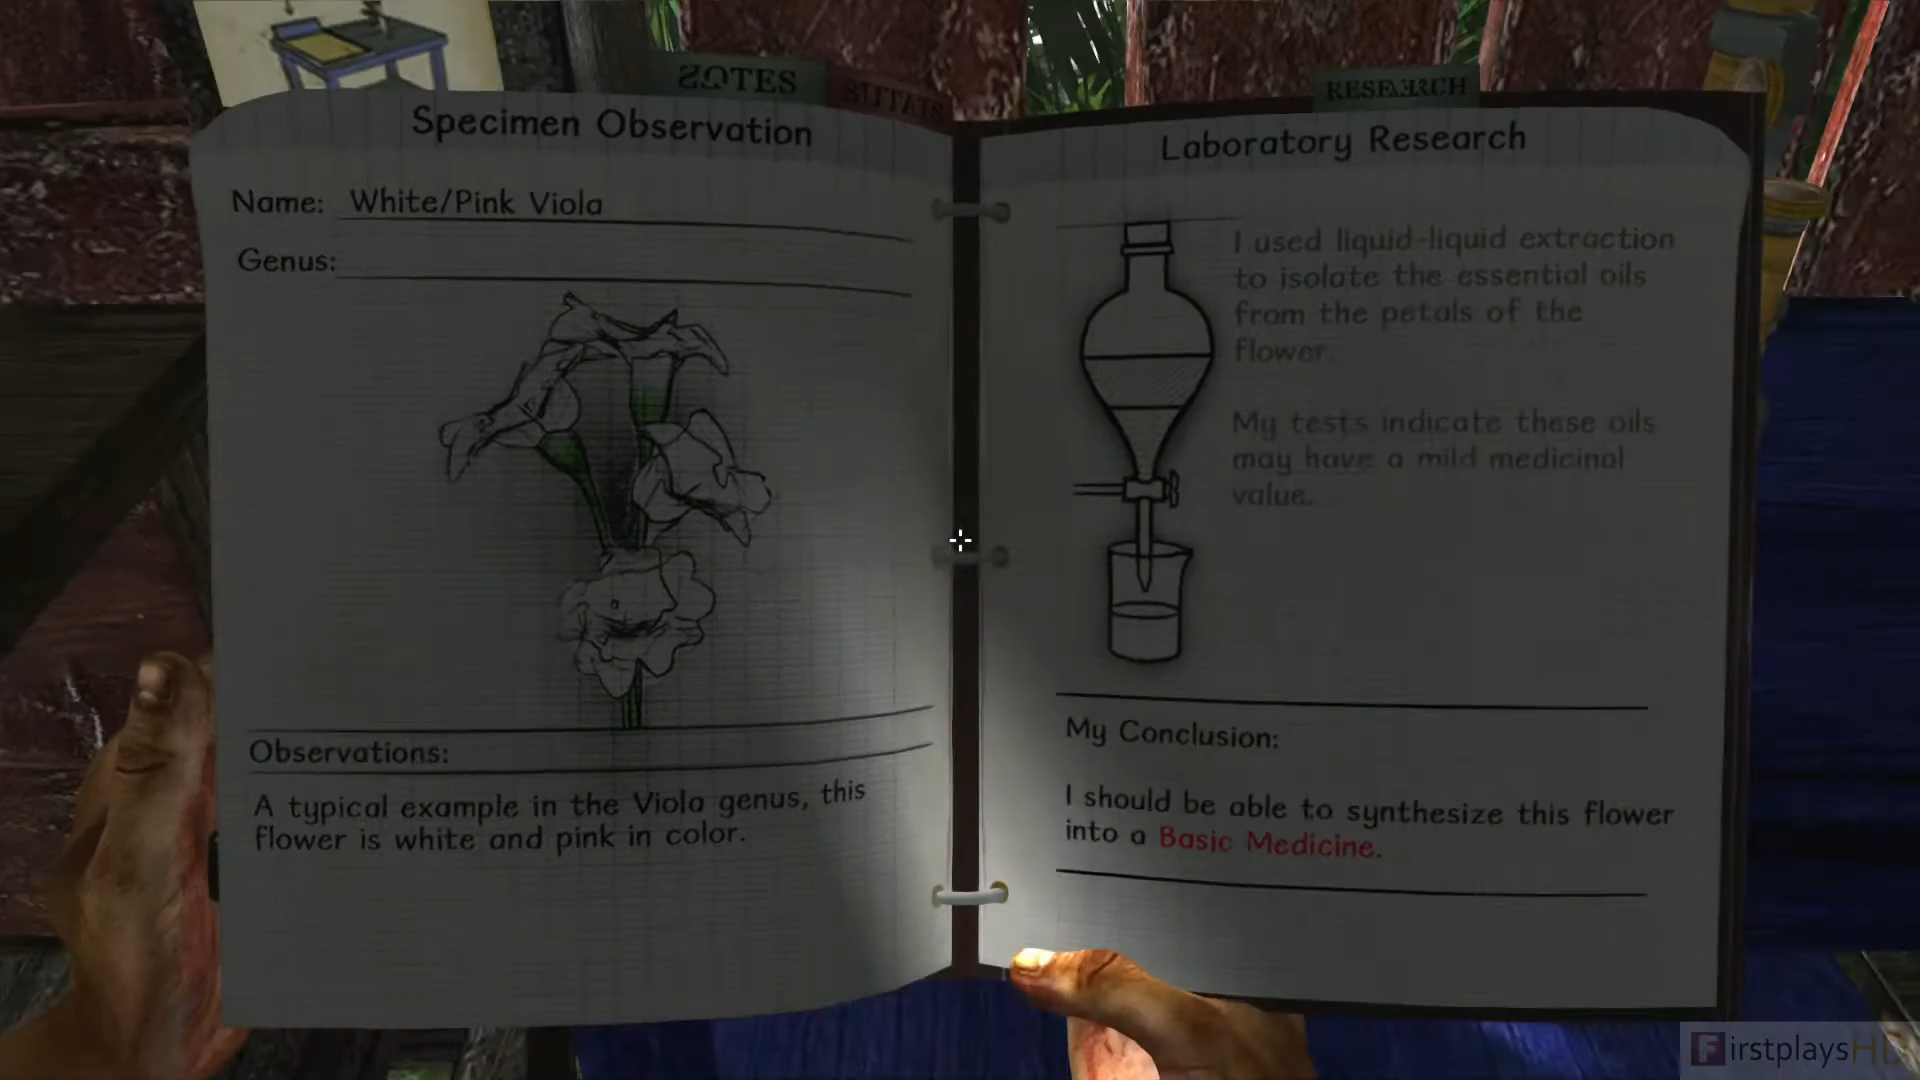 NOTES
RESEARCH
Specimen Observation
Name: White/Pink Viola
Genus:
Observations:
A typical example in the Viola genus, this
flower is white and pink in color.
Laboratory Research
I used liquid-liquid extraction
to isolate the essential oils
from the petals of the
flower.
My tests indicate these oils
may have a mild medicinal
value.
My Conclusion:
I should be able to synthesize this flower
into a Basic Medicine.
FirstplaysHD